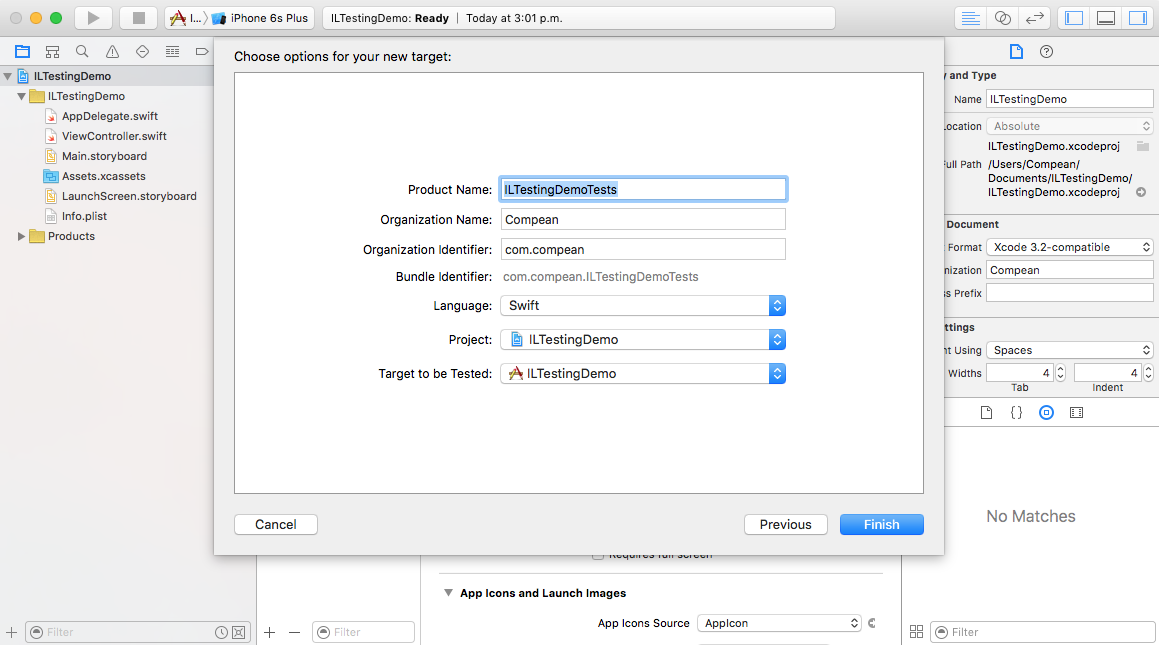 I... iPhone 6s Plus
ILTestingDemo: Ready | Today at 3:01 p.m.
ILTestingDemo
ILTestingDemo
AppDelegate.swift
ViewController.swift
Main.storyboard
Assets.xcassets
LaunchScreen.storyboard
Info.plist
Products
Filter
Choose options for your new target:
Product Name: ILTestingDemoTests
Organization Name: Compean
Organization Identifier: com.compean
Bundle Identifier: com.compean.ILTestingDemoTests
Language: Swift
Project: ILTestingDemo
Target to be Tested: ILTestingDemo
Cancel
Previous
Finish
Requires full screen
App Icons and Launch Images
App Icons Source AppIcon
Filter
y and Type
Name ILTestingDemo
ocation Absolute
ILTestingDemo.xcodeproj
ull Path /Users/Compean/
Documents/ILTestingDemo/
ILTestingDemo.xcodeproj
Document
Format Xcode 3.2-compatible
nization Compean
ss Prefix
ttings
nt Using Spaces
Widths 4 4
Tab Indent
No Matches
Filter